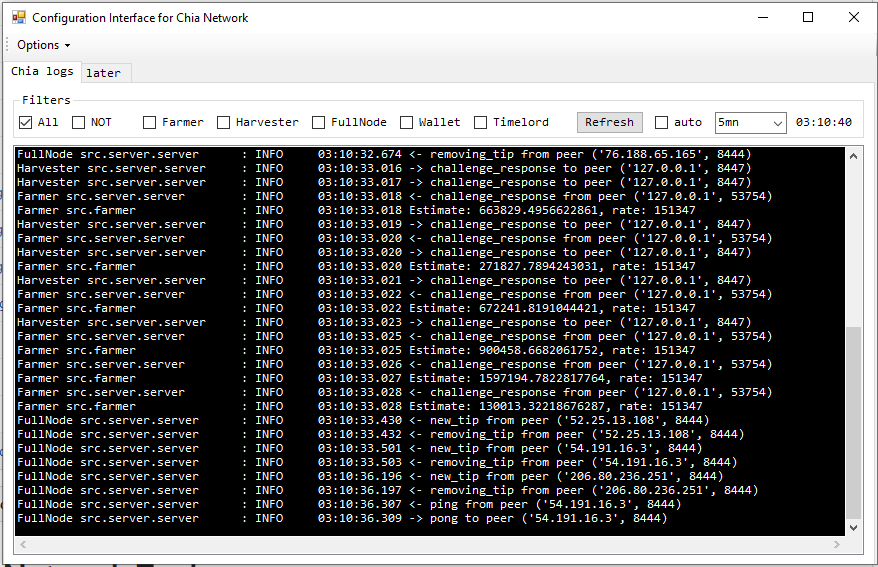 Configuration Interface for Chia Network
Options
Chia logs later
Filters
All NOT Farmer Harvester FullNode Wallet Timelord Refresh auto 5mn 03:10:40
FullNode src.server.server : INFO 03:10:32.674 <- removing_tip from peer ('76.188.65.165', 8444)
Harvester src.server.server : INFO 03:10:33.016 -> challenge_response to peer ('127.0.0.1', 8447)
Harvester src.server.server : INFO 03:10:33.017 -> challenge_response to peer ('127.0.0.1', 8447)
Farmer src.server.server : INFO 03:10:33.018 <- challenge_response from peer ('127.0.0.1', 53754)
Farmer src.farmer : INFO 03:10:33.018 Estimate: 663829.4956622861, rate: 151347
Harvester src.server.server : INFO 03:10:33.019 -> challenge_response to peer ('127.0.0.1', 8447)
Farmer src.server.server : INFO 03:10:33.020 <- challenge_response from peer ('127.0.0.1', 53754)
Harvester src.server.server : INFO 03:10:33.020 -> challenge_response to peer ('127.0.0.1', 8447)
Farmer src.farmer : INFO 03:10:33.020 Estimate: 271827.7894243031, rate: 151347
Harvester src.server.server : INFO 03:10:33.021 -> challenge_response to peer ('127.0.0.1', 8447)
Farmer src.server.server : INFO 03:10:33.022 <- challenge_response from peer ('127.0.0.1', 53754)
Farmer src.farmer : INFO 03:10:33.022 Estimate: 672241.8191044421, rate: 151347
Harvester src.server.server : INFO 03:10:33.023 -> challenge_response to peer ('127.0.0.1', 8447)
Farmer src.server.server : INFO 03:10:33.025 <- challenge_response from peer ('127.0.0.1', 53754)
Farmer src.farmer : INFO 03:10:33.025 Estimate: 900458.6682061752, rate: 151347
Farmer src.server.server : INFO 03:10:33.026 <- challenge_response from peer ('127.0.0.1', 53754)
Farmer src.farmer : INFO 03:10:33.027 Estimate: 1597194.7822817764, rate: 151347
Farmer src.server.server : INFO 03:10:33.028 <- challenge_response from peer ('127.0.0.1', 53754)
Farmer src.farmer : INFO 03:10:33.028 Estimate: 130013.32218676287, rate: 151347
FullNode src.server.server : INFO 03:10:33.430 <- new_tip from peer ('52.25.13.108', 8444)
FullNode src.server.server : INFO 03:10:33.432 <- removing_tip from peer ('52.25.13.108', 8444)
FullNode src.server.server : INFO 03:10:33.501 <- new_tip from peer ('54.191.16.3', 8444)
FullNode src.server.server : INFO 03:10:33.503 <- removing_tip from peer ('54.191.16.3', 8444)
FullNode src.server.server : INFO 03:10:36.196 <- new_tip from peer ('206.80.236.251', 8444)
FullNode src.server.server : INFO 03:10:36.197 <- removing_tip from peer ('206.80.236.251', 8444)
FullNode src.server.server : INFO 03:10:36.307 <- ping from peer ('54.191.16.3', 8444)
FullNode src.server.server : INFO 03:10:36.309 -> pong to peer ('54.191.16.3', 8444)